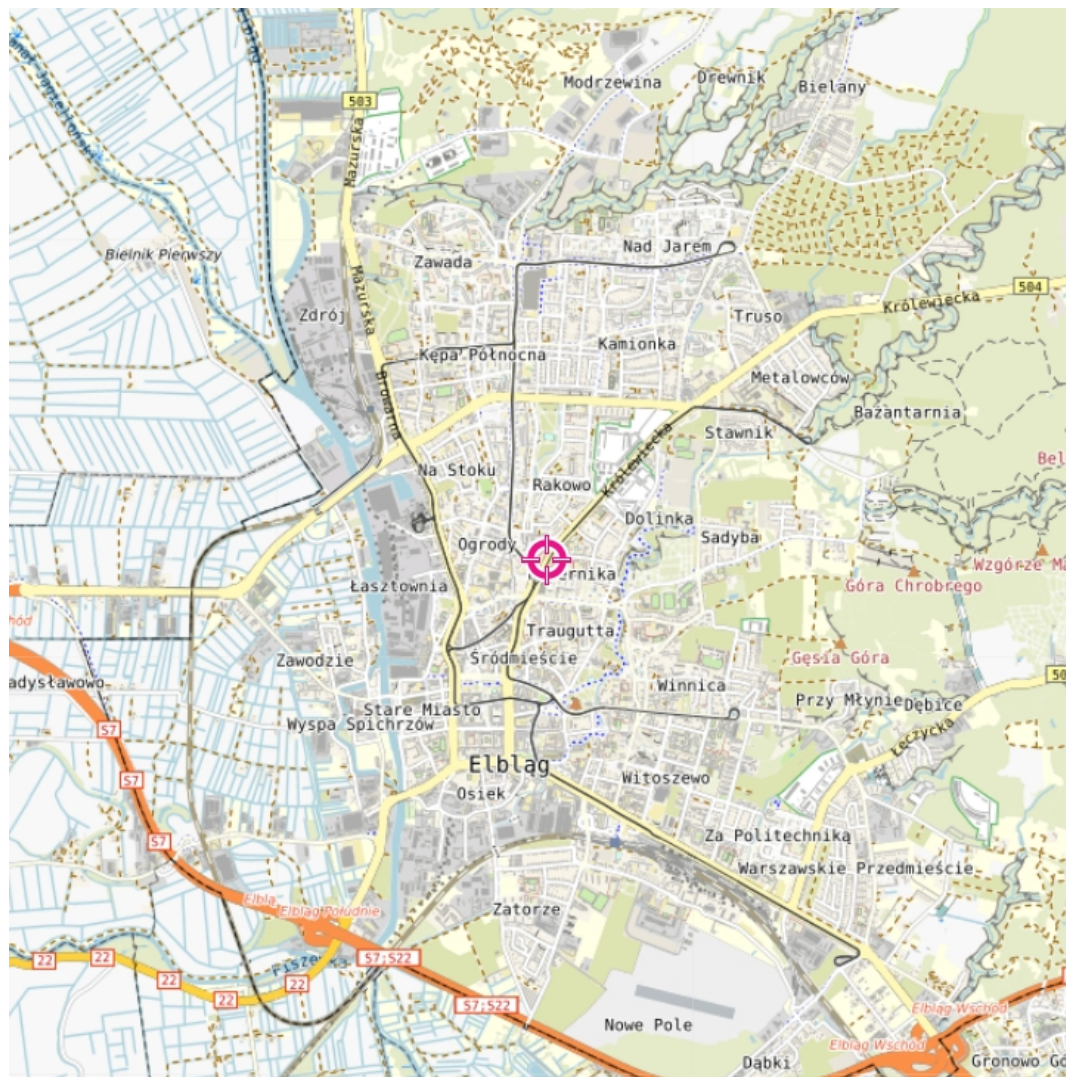 Modrzewina
Drewnik
Bielany
503
Mazurska
Nad Jarem
Bielnik Pierwszy
Zawada
Mazurska
504
Królewiecka
Zdrój
Truso
Kamionka
Kępa Północna
Metalowców
Browarna
Bażantarnia
Stawnik
Królewiecka
Na Stoku
Rakowo
Dolinka
Sadyba
Ogrody
Góra Chrobrego
Łasztownia
Traugutta
Śródmieście
Gęsia Góra
Zawodzie
Winnica
Przy Młynie
Dębice
Stare Miasto
Wyspa Spichrzów
S7
Łęczycka
Elbląg
Witoszewo
S7
Osiek
Za Politechniką
S7
Warszawskie Przedmieście
Elbląg Południe
Zatorze
S7;S22
22
22
22
22
22
S7;S22
Elbląg Wschód
Nowe Pole
Elbląg Wschód
Dąbki